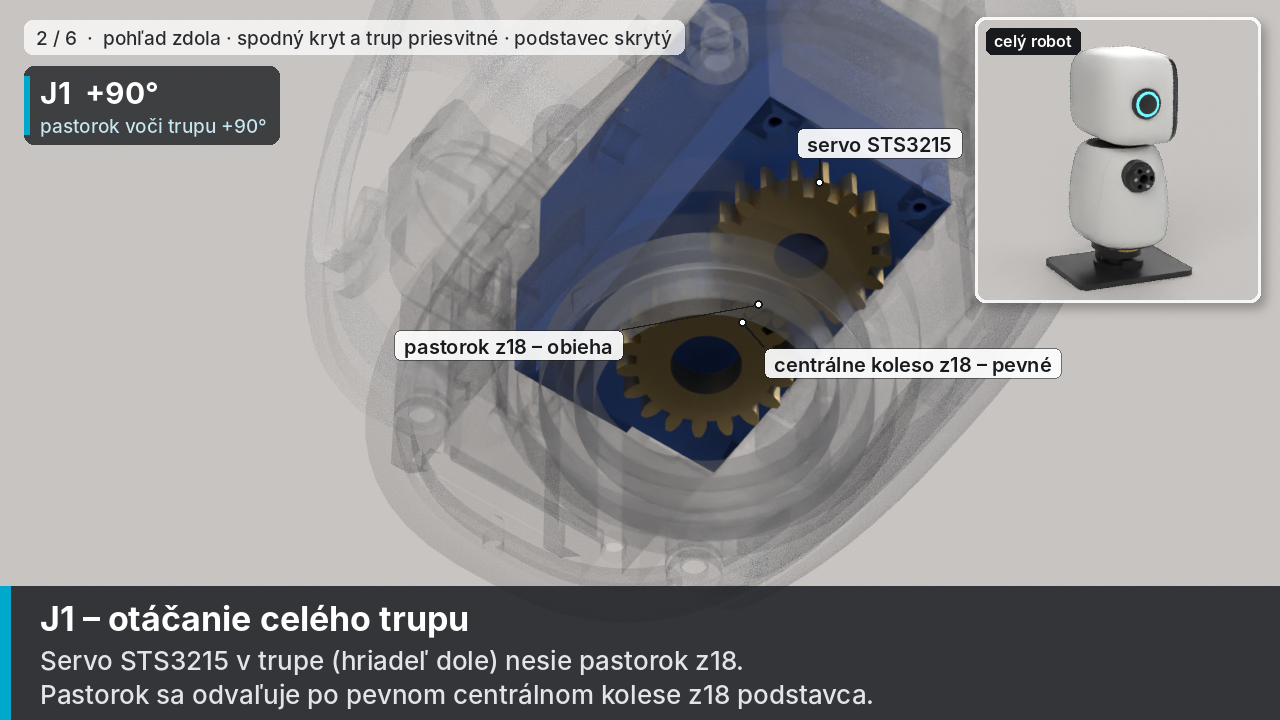 2 / 6 · pohľad zdola · spodný kryt a trup priesvitné · podstavec skrytý
J1 +90°
pastorok voči trupu +90°
celý robot
servo STS3215
pastorok z18 – obieha
centrálne koleso z18 – pevné
J1 – otáčanie celého trupu
Servo STS3215 v trupe (hriadeľ dole) nesie pastorok z18.
Pastorok sa odvaľuje po pevnom centrálnom kolese z18 podstavca.